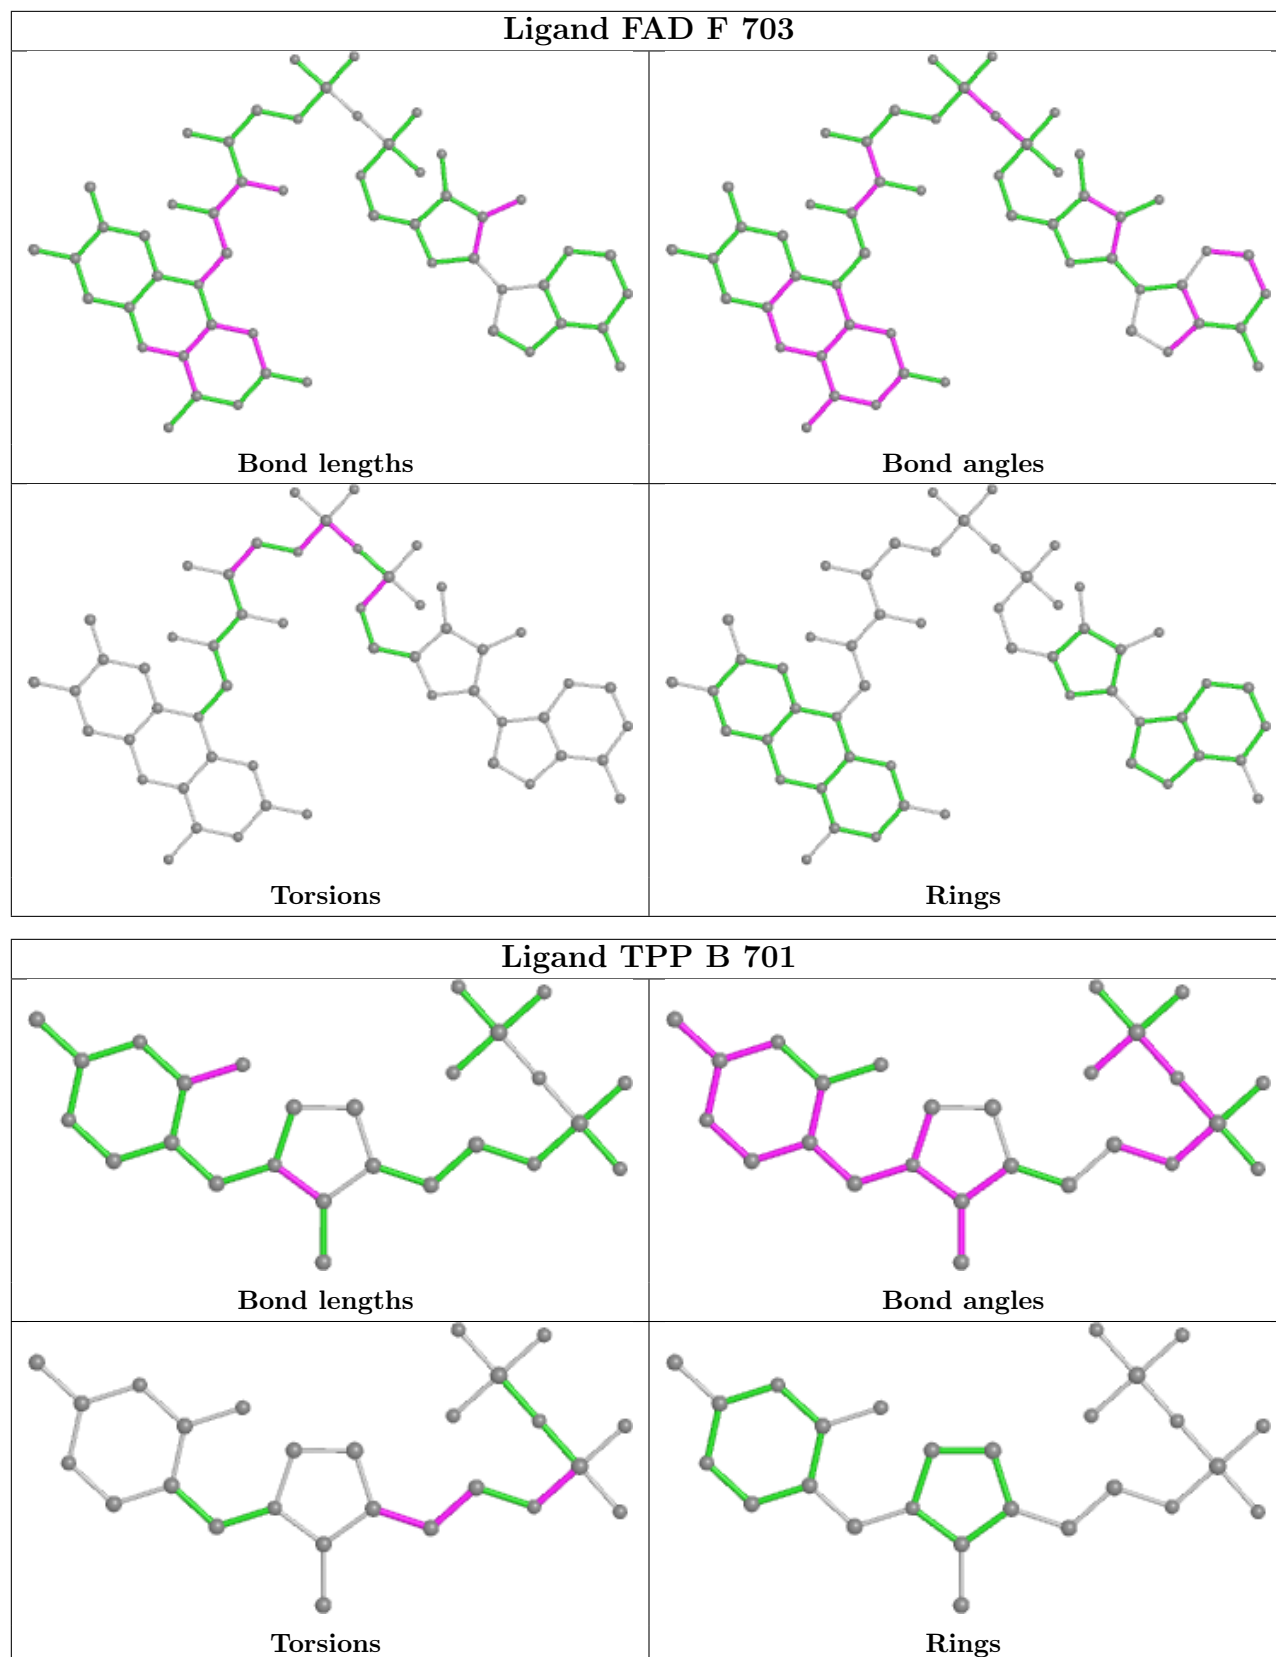 Ligand FAD F 703
Bond lengths
Bond angles
Torsions
Rings
Ligand TPP B 701
Bond lengths
Bond angles
Torsions
Rings